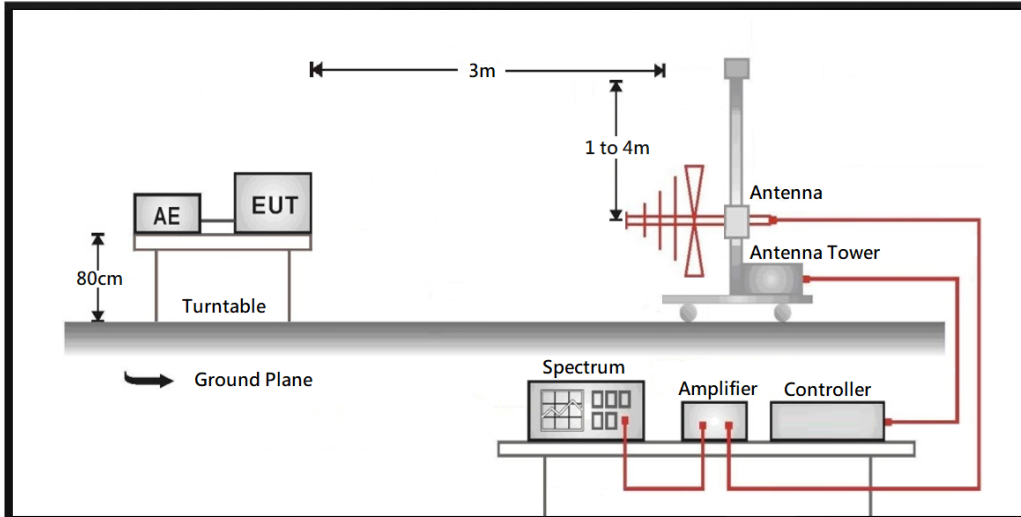 3m
1 to 4m
Antenna
AE
EUT
Antenna Tower
80cm
Turntable
Ground Plane
Spectrum
Amplifier
Controller